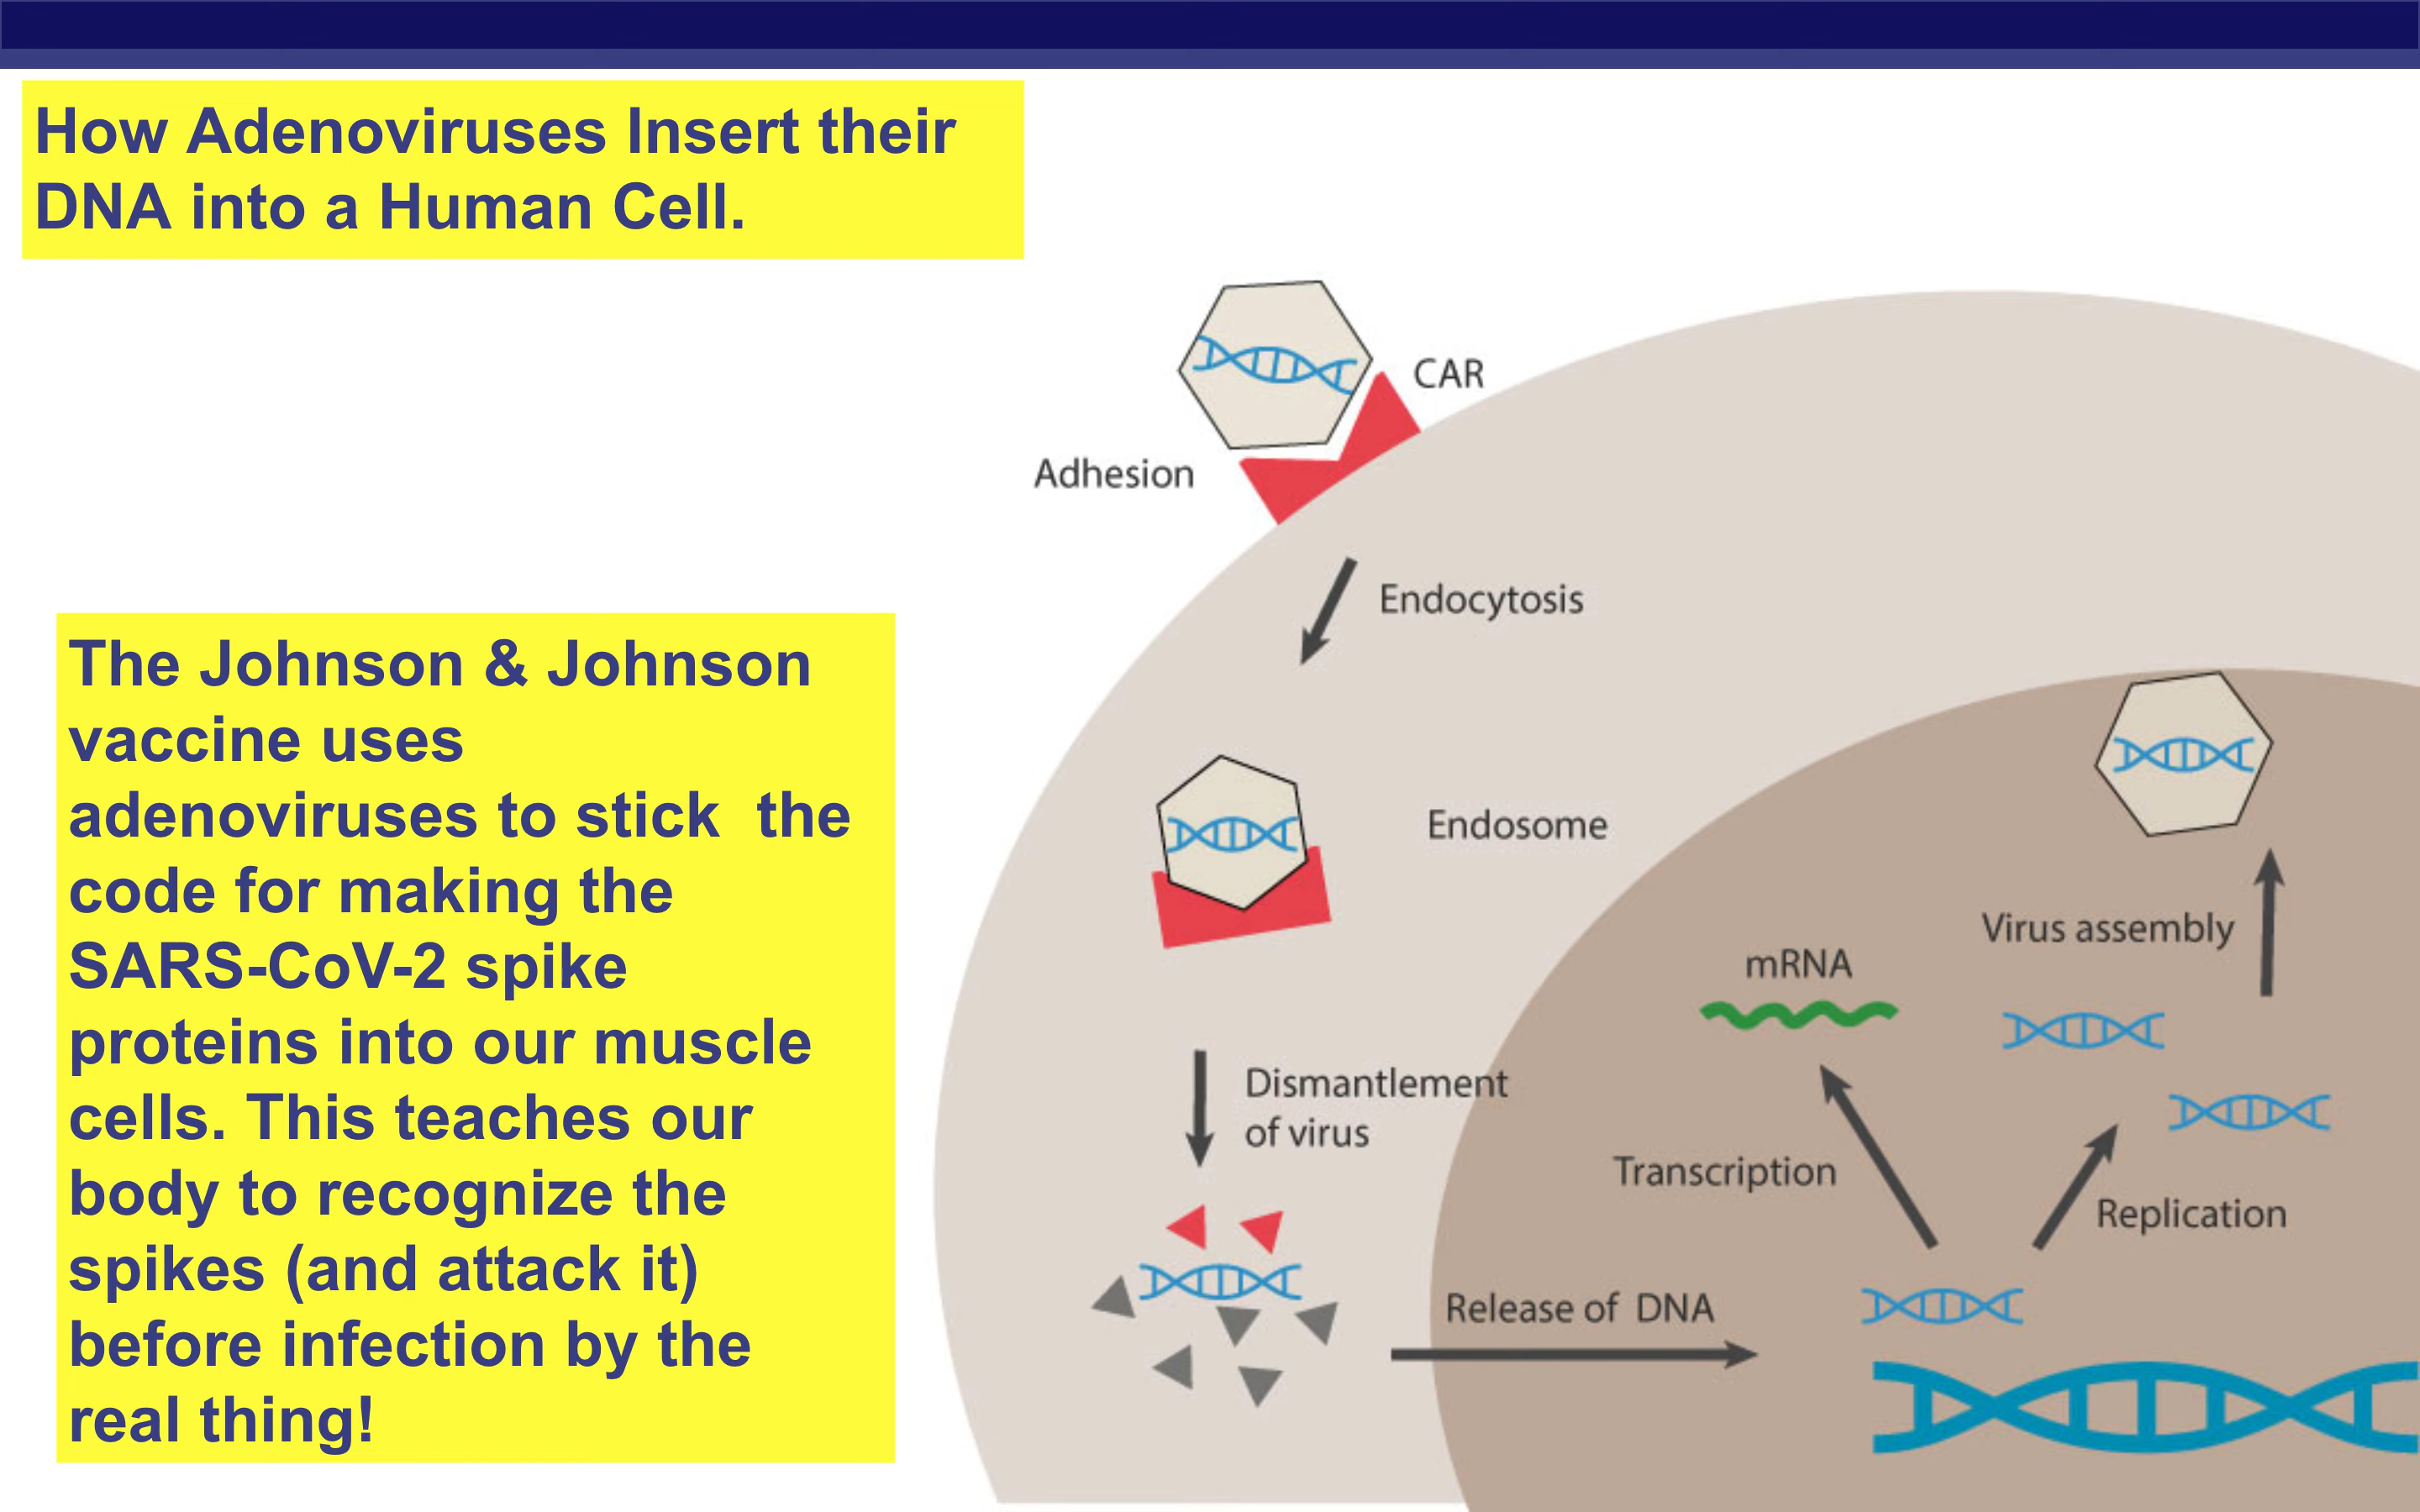 How Adenoviruses Insert their
DNA into a Human Cell.
The Johnson & Johnson
vaccine uses
adenoviruses to stick  the
code for making the
SARS-CoV-2 spike
proteins into our muscle
cells. This teaches our
body to recognize the
spikes (and attack it)
before infection by the
real thing!
CAR
Adhesion
Endocytosis
Endosome
Dismantlement
of virus
Release of DNA
Transcription
mRNA
Replication
Virus assembly